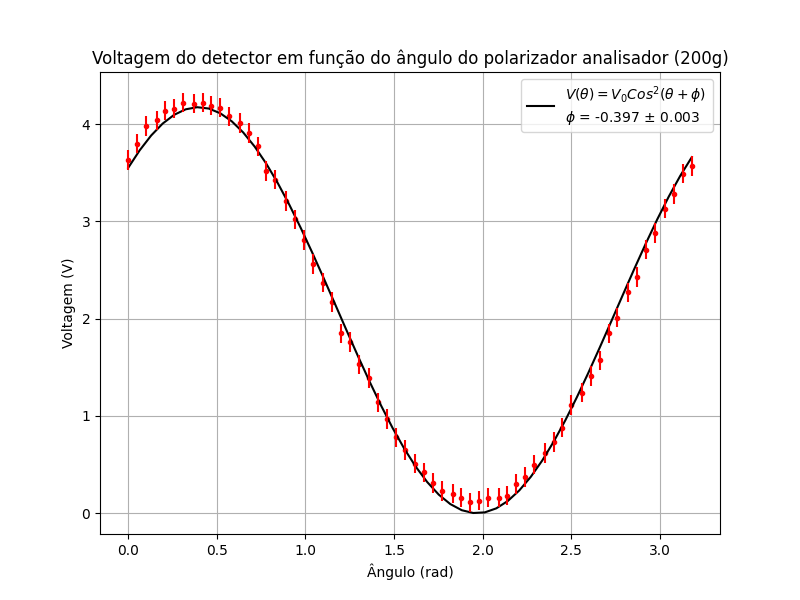 Voltagem do detector em função do ângulo do polarizador analisador (200g)
V(θ) = V₀Cos²(θ + ϕ)
ϕ = -0.397 ± 0.003
Voltagem (V)
4
3
2
1
0
0.0 0.5 1.0 1.5 2.0 2.5 3.0
Ângulo (rad)